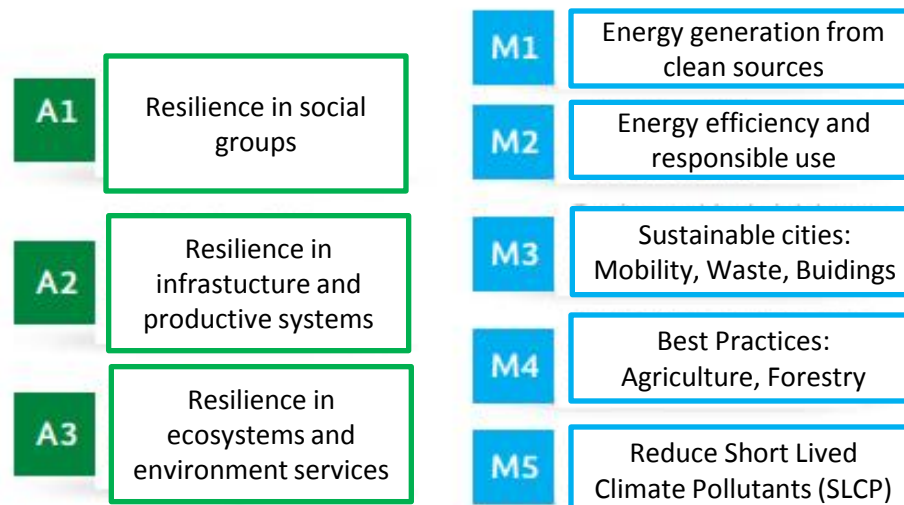 A1
Resilience in social
groups
A2
Resilience in
infrastucture and
productive systems
A3
Resilience in
ecosystems and
environment services
M1
Energy generation from
clean sources
M2
Energy efficiency and
responsible use
M3
Sustainable cities:
Mobility, Waste, Buidings
M4
Best Practices:
Agriculture, Forestry
M5
Reduce Short Lived
Climate Pollutants (SLCP)